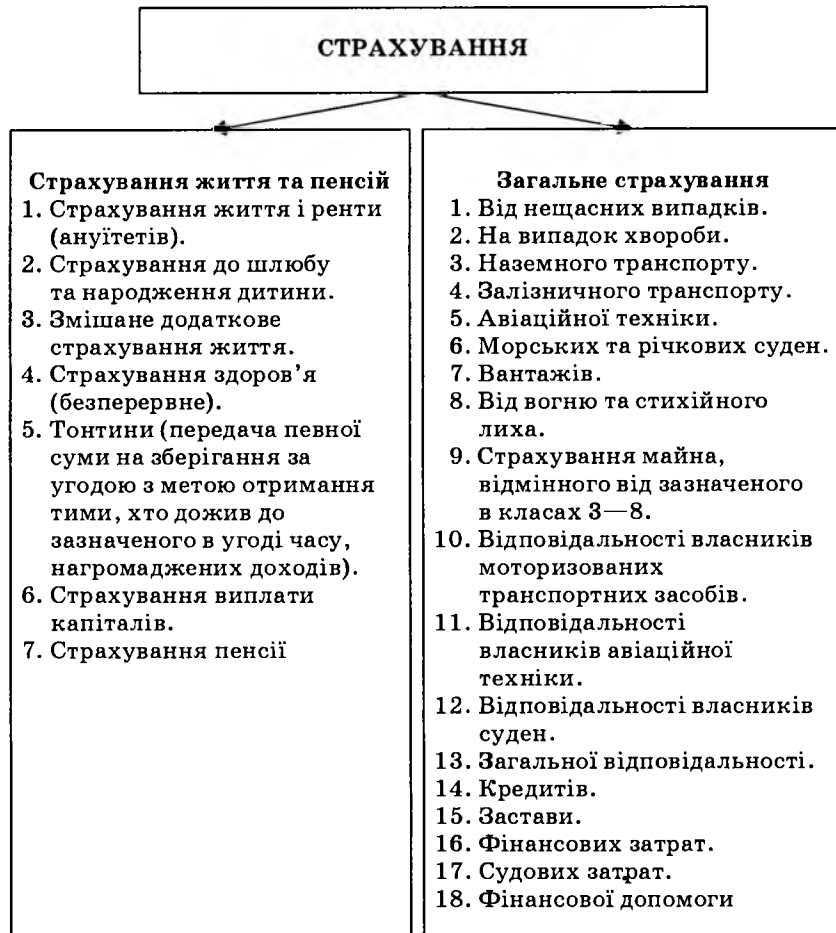 СТРАХУВАННЯ
Страхування життя та пенсій
1. Страхування життя і ренти
(ануїтетів).
2. Страхування до шлюбу
та народження дитини.
3. Змішане додаткове
страхування життя.
4. Страхування здоров’я
(безперервне).
5. Тонтини (передача певної
суми на зберігання за
угодою з метою отримання
тими, хто дожив до
зазначеного в угоді часу,
нагромаджених доходів).
6. Страхування виплати
капіталів.
7. Страхування пенсії
Загальне страхування
1. Від нещасних випадків.
2. На випадок хвороби.
3. Наземного транспорту.
4. Залізничного транспорту.
5. Авіаційної техніки.
6. Морських та річкових суден.
7. Вантажів.
8. Від вогню та стихійного
лиха.
9. Страхування майна,
відмінного від зазначеного
в класах 3—8.
10. Відповідальності власників
моторизованих
транспортних засобів.
11. Відповідальності
власників авіаційної
техніки.
12. Відповідальності власників
суден.
13. Загальної відповідальності.
14. Кредитів.
15. Застави.
16. Фінансових затрат.
17. Судових затрат.
18. Фінансової допомоги